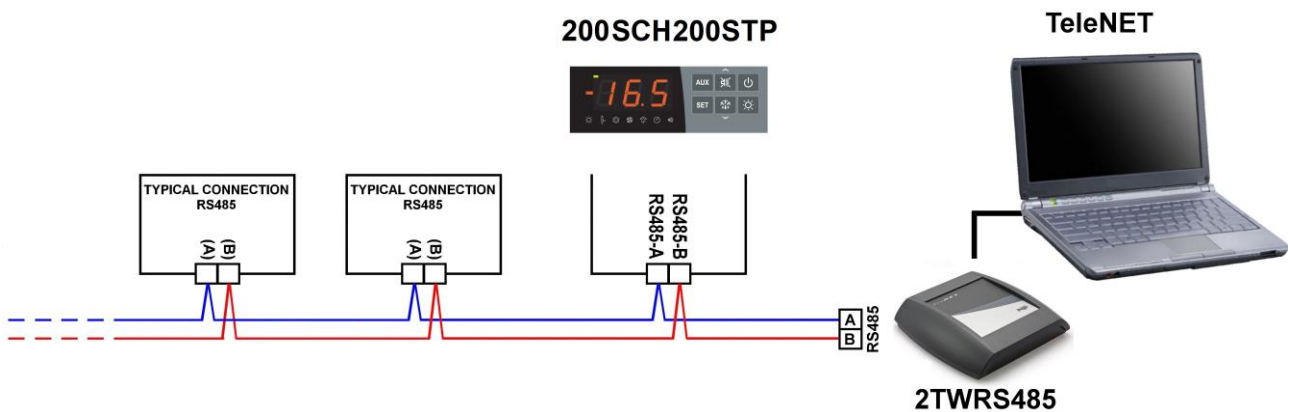 200SCH200STP
TeleNET
-16.5
AUX
SET
TYPICAL CONNECTION
RS485
(A)
(B)
TYPICAL CONNECTION
RS485
(A)
(B)
RS485-A
RS485-B
A
B
RS485
2TWRS485